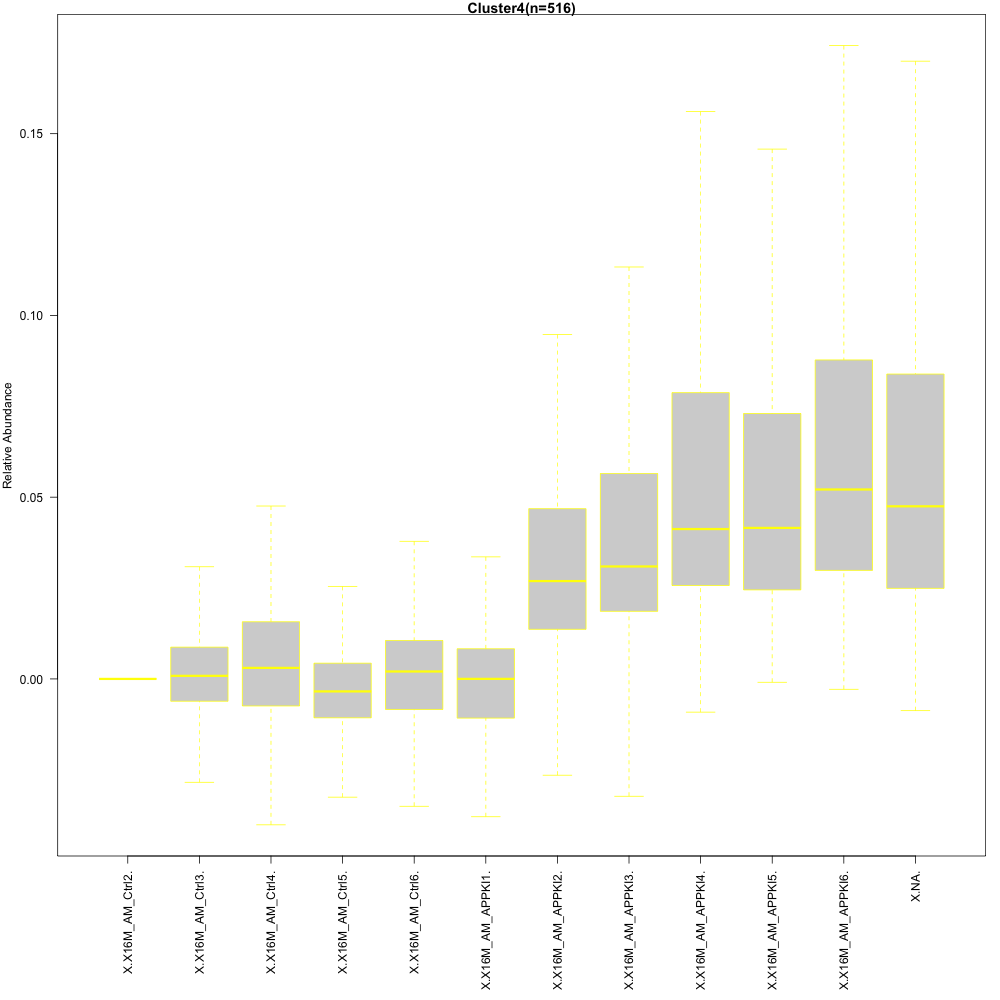 Cluster4(n=516)
Relative Abundance
0.15
0.10
0.05
0.00
X.X16M_AM_Ctrl2.
X.X16M_AM_Ctrl3.
X.X16M_AM_Ctrl4.
X.X16M_AM_Ctrl5.
X.X16M_AM_Ctrl6.
X.X16M_AM_APPKI1.
X.X16M_AM_APPKI2.
X.X16M_AM_APPKI3.
X.X16M_AM_APPKI4.
X.X16M_AM_APPKI5.
X.X16M_AM_APPKI6.
X.NA.